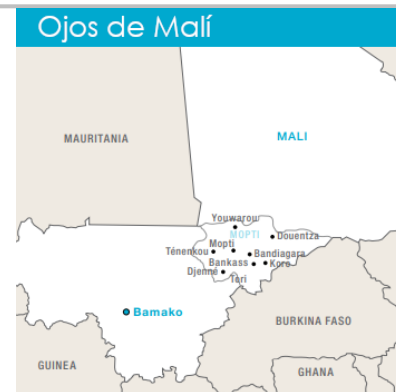 Ojos de Malí
MAURITANIA
MALI
Youwarou
MOPTI
Douentza
Mopti
Ténenkou
Bandiagara
Bankass
Koro
Djenné
Tori
Bamako
BURKINA FASO
GUINEA
GHANA